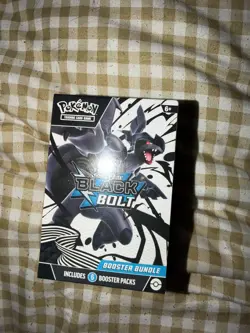 POKÉMON
TRADING CARD GAME
6+
BLACK
BOLT
BOOSTER BUNDLE
INCLUDES 6 BOOSTER PACKS